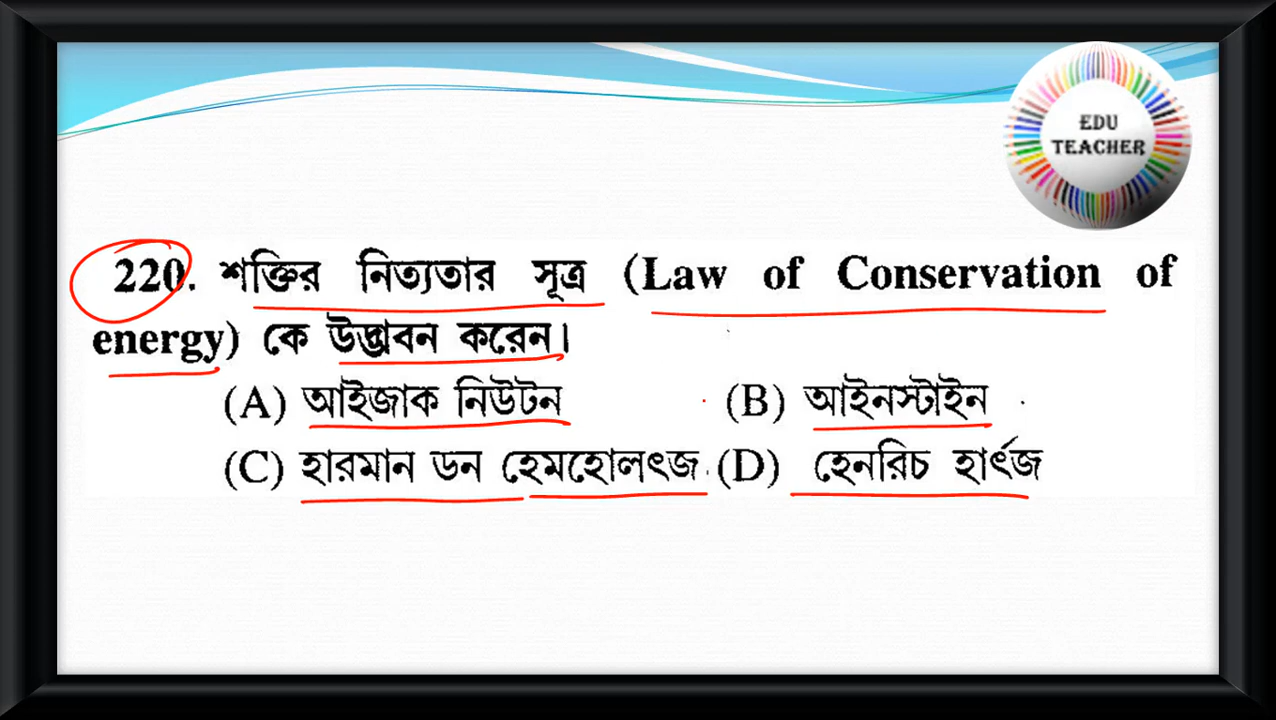 EDU
TEACHER
220. শক্তির নিত্যতার সূত্র (Law of Conservation of
energy) কে উদ্ভাবন করেন।
(A) আইজাক নিউটন (B) আইনস্টাইন
(C) হারমান ডন হেমহোলৎজ (D) হেনরিচ হার্ৎজ